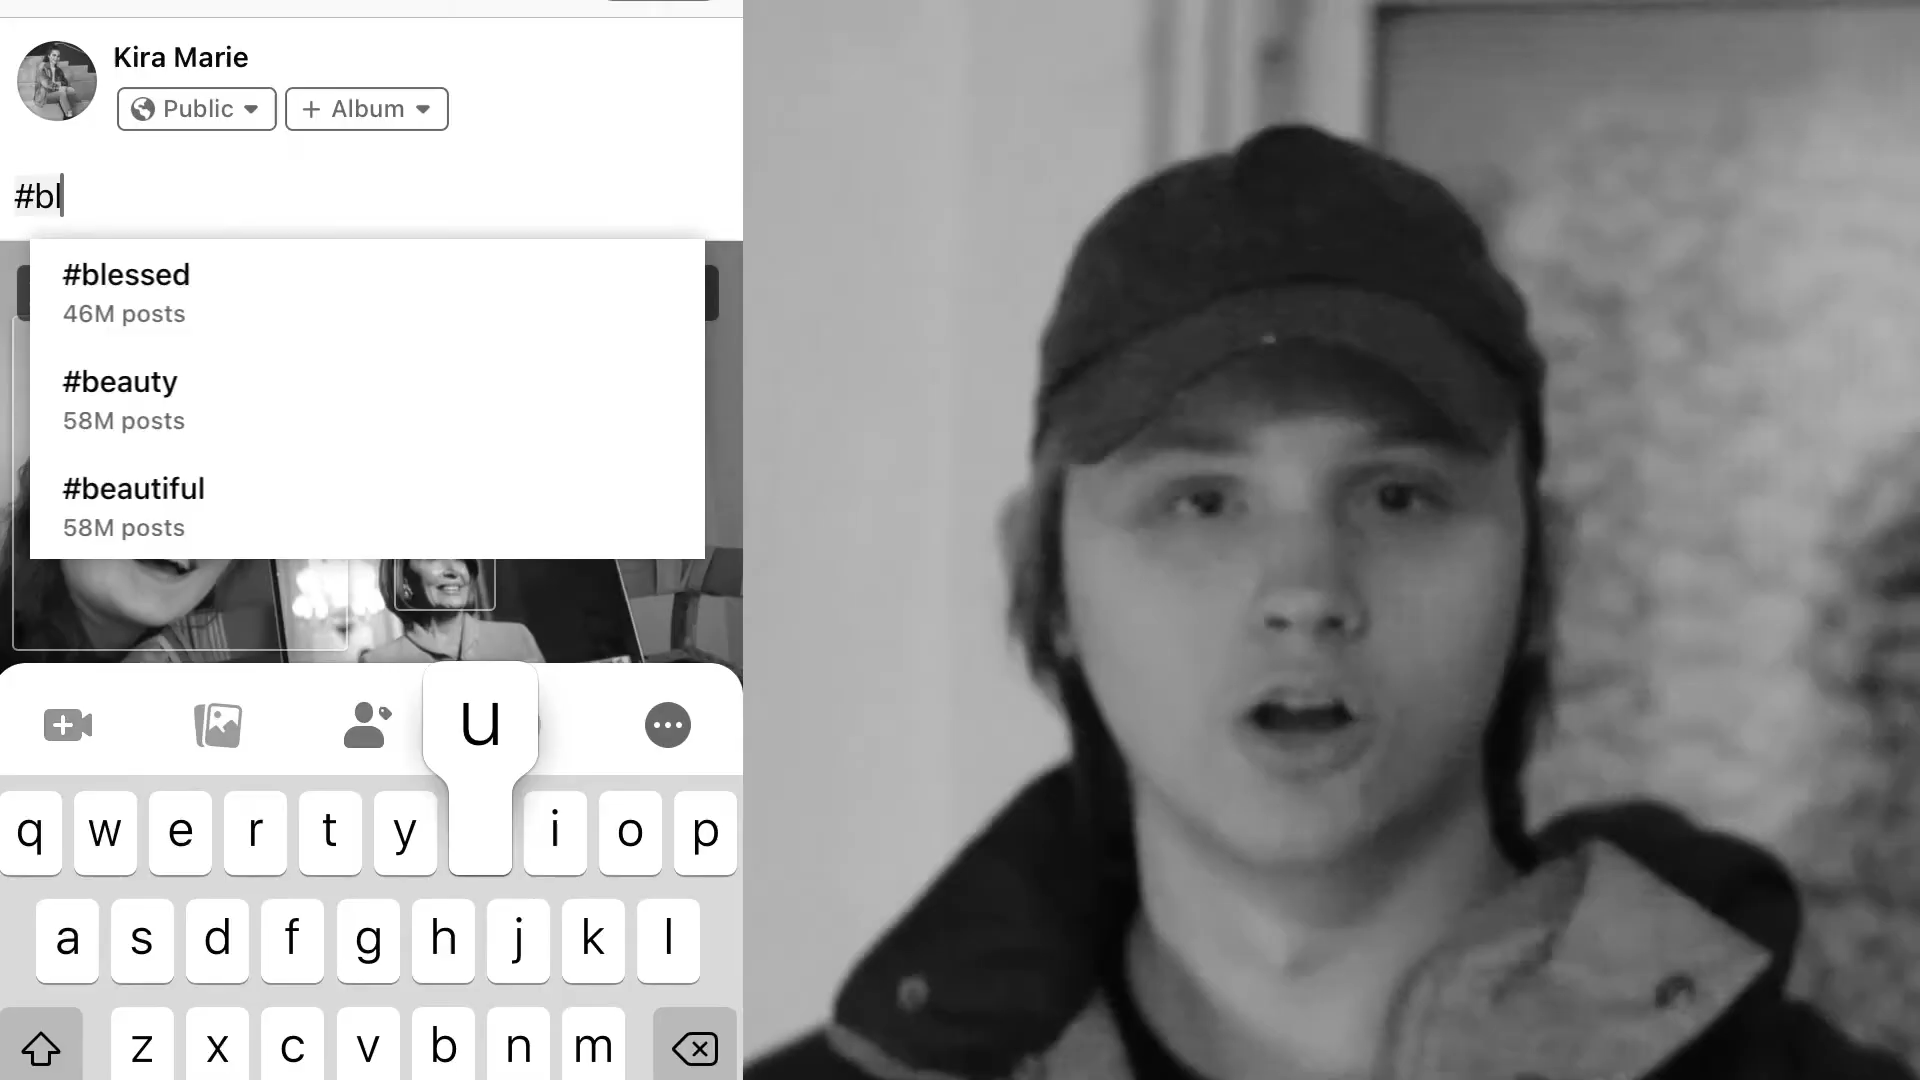 Kira Marie
Public
+ Album
#bl
#blessed
46M posts
#beauty
58M posts
#beautiful
58M posts
u
q w e r t y i o p
a s d f g h j k l
z x c v b n m